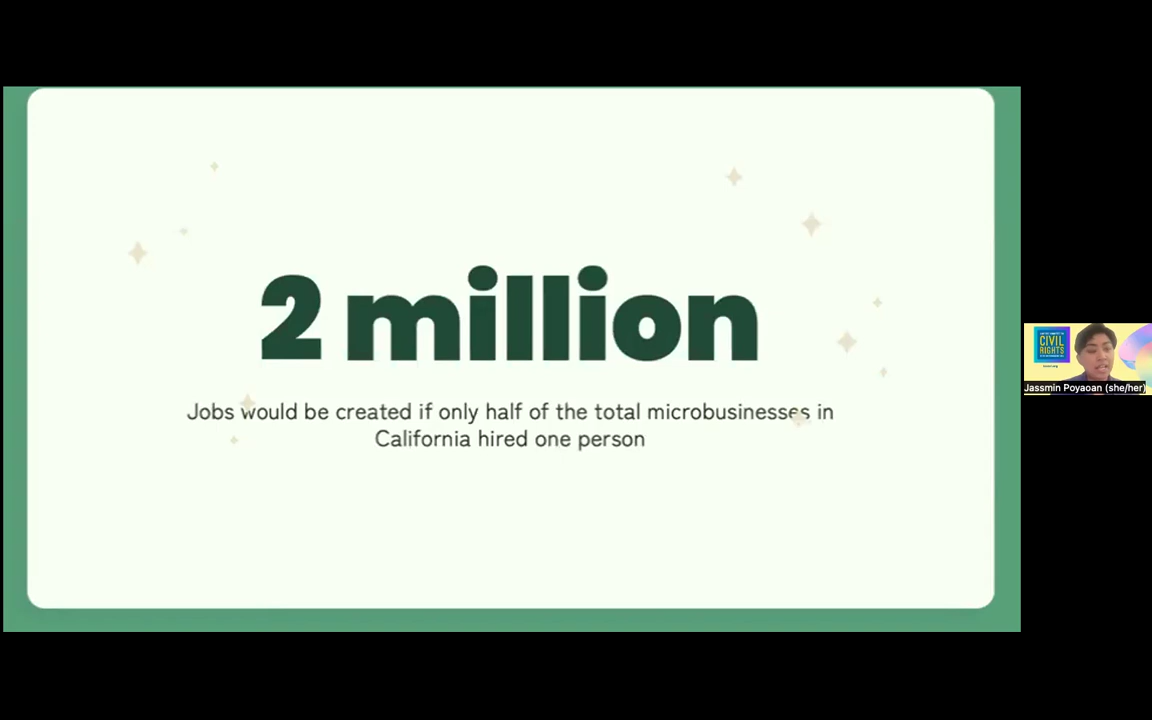 2 million
Jobs would be created if only half of the total microbusinesses in
California hired one person
CIVIL
RIGHTS
Jassmin Poyaoan (she/her)